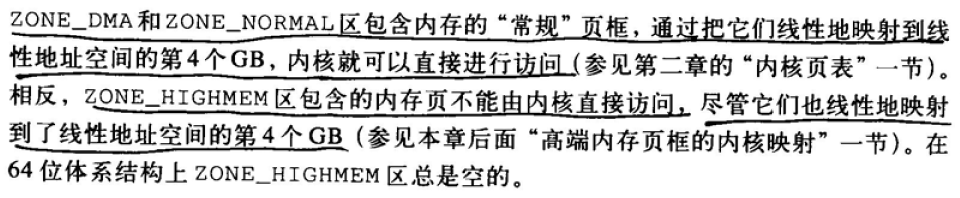 ZONE_DMA和ZONE_NORMAL区包含内存的“常规”页框，通过把它们线性地映射到线
性地址空间的第4个GB，内核就可以直接进行访问（参见第二章的“内核页表”一节）。
相反，ZONE_HIGHMEM区包含的内存页不能由内核直接访问，尽管它们也线性地映射
到了线性地址空间的第4个GB（参见本章后面“高端内存页框的内核映射”一节）。在
64位体系结构上ZONE_HIGHMEM区总是空的。